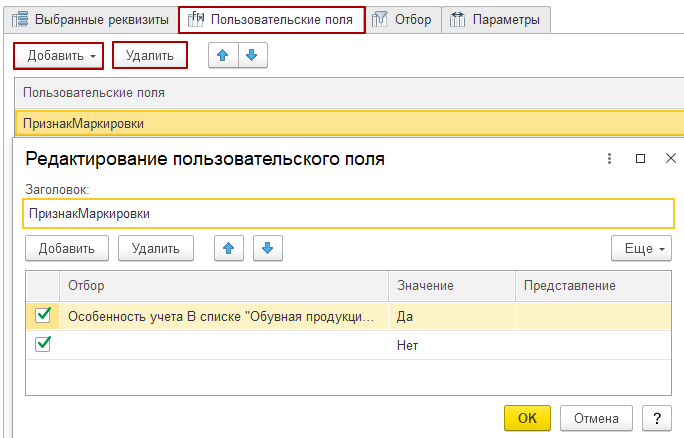 Выбранные реквизиты Пользовательские поля Отбор Параметры
Добавить Удалить
Пользовательские поля
ПризнакМаркировки
Редактирование пользовательского поля
Заголовок:
ПризнакМаркировки
Добавить Удалить Еще
Отбор Значение Представление
Особенность учета В списке "Обувная продукци... Да
Нет
OK Отмена ?